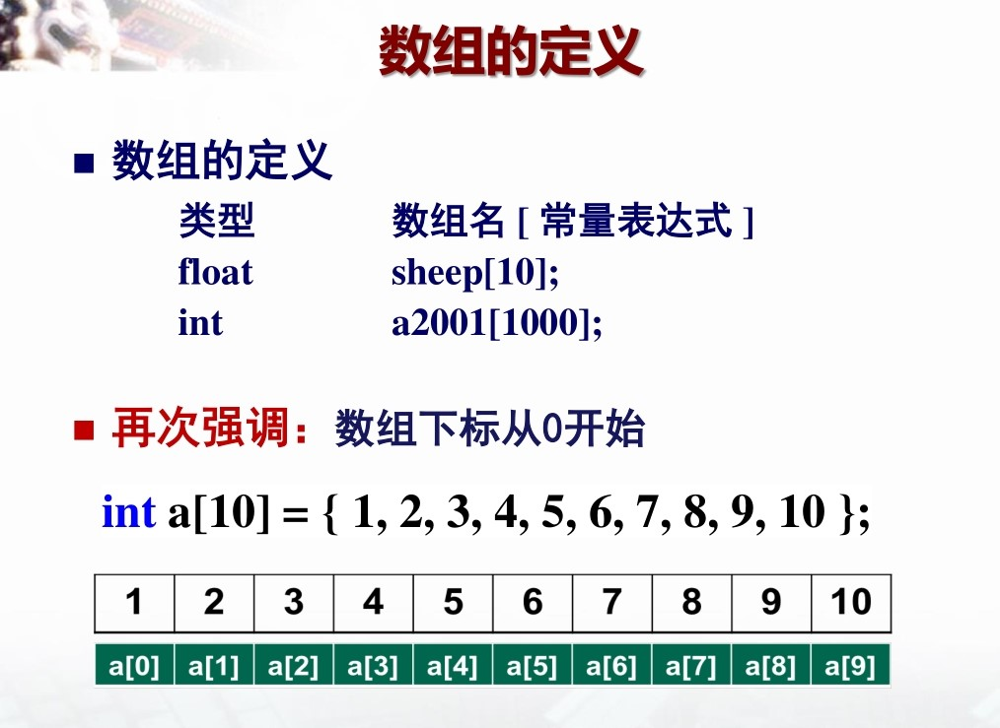 数组的定义
数组的定义
类型 数组名 [ 常量表达式 ]
float sheep[10];
int a2001[1000];
再次强调：数组下标从0开始
int a[10] = { 1, 2, 3, 4, 5, 6, 7, 8, 9, 10 };
1 2 3 4 5 6 7 8 9 10
a[0] a[1] a[2] a[3] a[4] a[5] a[6] a[7] a[8] a[9]